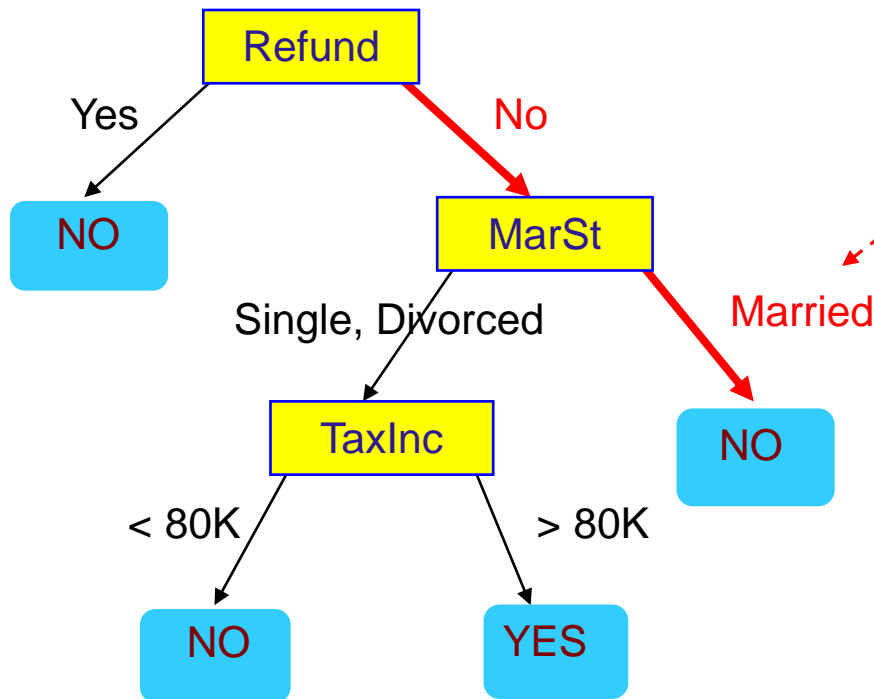 Refund
Yes
No
NO
MarSt
Single, Divorced
Married
TaxInc
NO
< 80K
> 80K
NO
YES